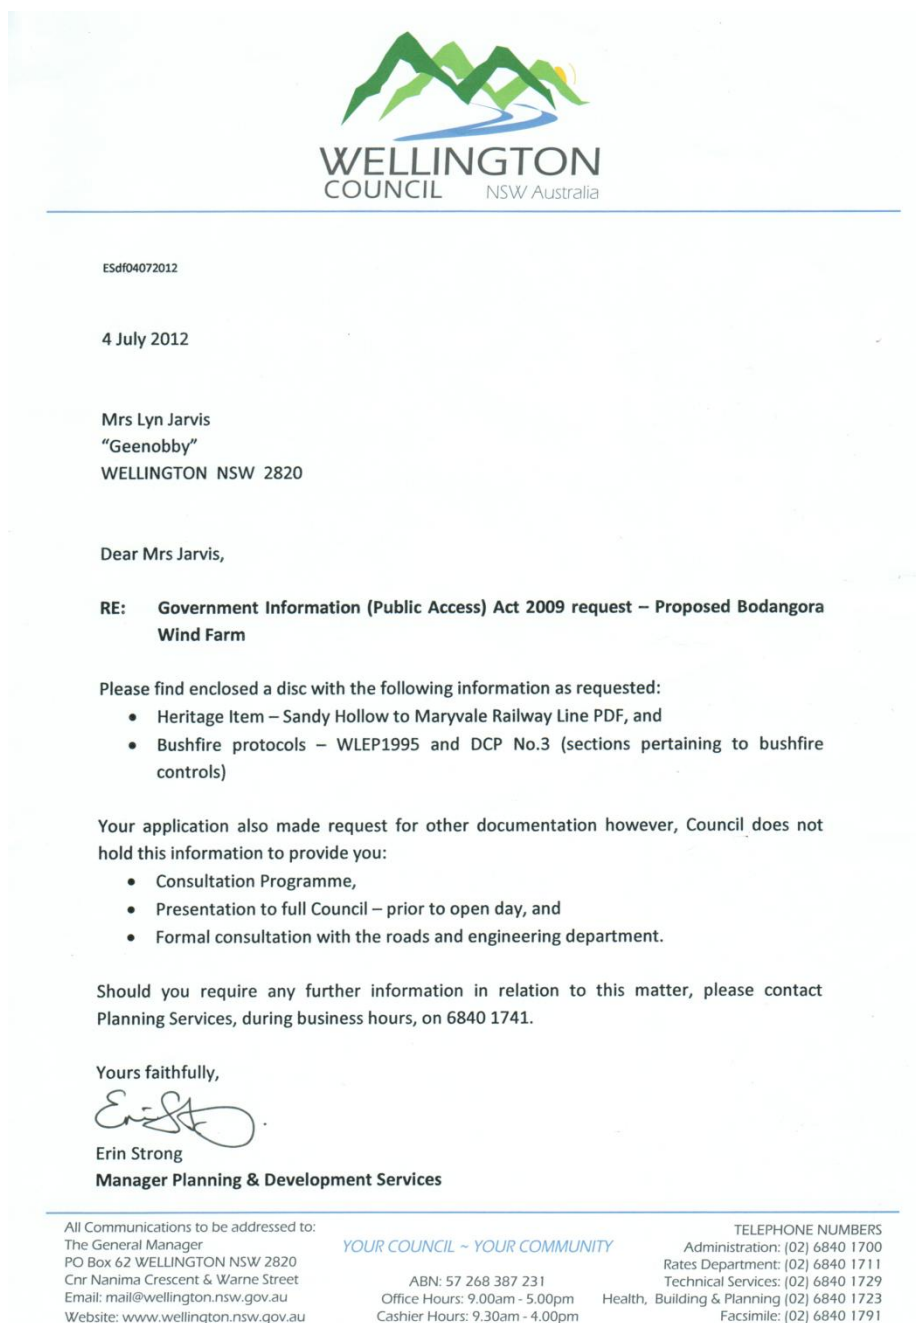 WELLINGTON
COUNCIL NSW Australia
ESdf04072012
4 July 2012
Mrs Lyn Jarvis
"Geenobby"
WELLINGTON NSW 2820
Dear Mrs Jarvis,
RE: Government Information (Public Access) Act 2009 request – Proposed Bodangora
Wind Farm
Please find enclosed a disc with the following information as requested:
• Heritage Item – Sandy Hollow to Maryvale Railway Line PDF, and
• Bushfire protocols – WLEP1995 and DCP No.3 (sections pertaining to bushfire
controls)
Your application also made request for other documentation however, Council does not
hold this information to provide you:
• Consultation Programme,
• Presentation to full Council – prior to open day, and
• Formal consultation with the roads and engineering department.
Should you require any further information in relation to this matter, please contact
Planning Services, during business hours, on 6840 1741.
Yours faithfully,
Erin Strong
Manager Planning & Development Services
All Communications to be addressed to:
The General Manager
PO Box 62 WELLINGTON NSW 2820
Cnr Nanima Crescent & Warne Street
Email: mail@wellington.nsw.gov.au
Website: www.wellington.nsw.gov.au
YOUR COUNCIL ~ YOUR COMMUNITY
ABN: 57 268 387 231
Office Hours: 9.00am - 5.00pm
Cashier Hours: 9.30am - 4.00pm
TELEPHONE NUMBERS
Administration: (02) 6840 1700
Rates Department: (02) 6840 1711
Technical Services: (02) 6840 1729
Health, Building & Planning (02) 6840 1723
Facsimile: (02) 6840 1791